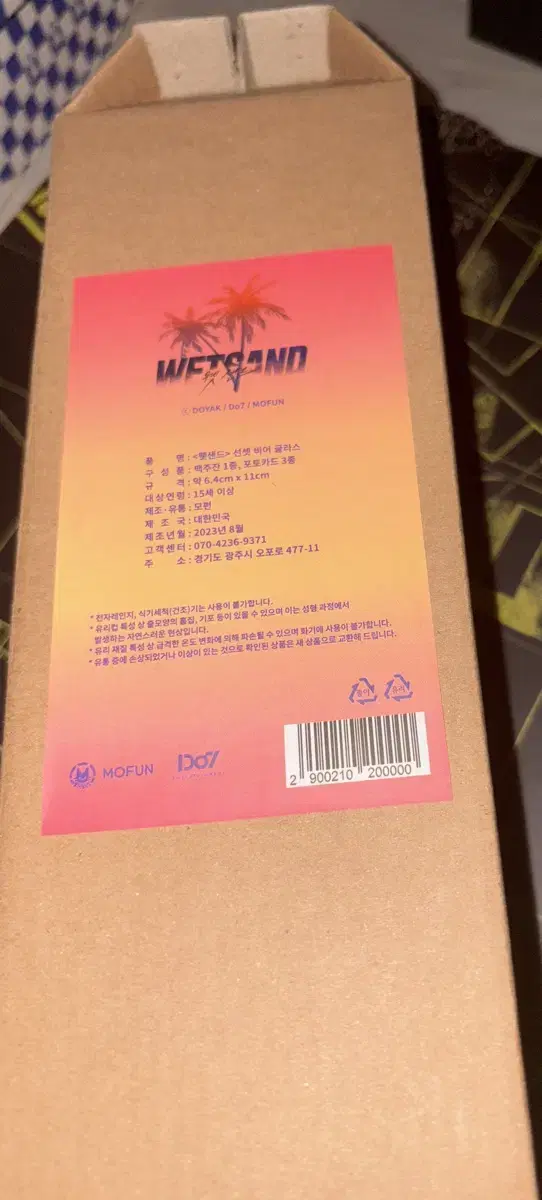 WETSAND
웻샌드
ⓒ DOYAK / Do7 / MOFUN
품 명 : <웻샌드> 선셋 비어 글라스
구 성 품 : 맥주잔 1종, 포토카드 3종
규 격 : 약 6.4cm x 11cm
대상연령 : 15세 이상
제조·유통 : 모펀
제 조 국 : 대한민국
제조년월 : 2023년 8월
고객센터 : 070-4236-9371
주 소 : 경기도 광주시 오포로 477-11
* 전자레인지, 식기세척(건조)기는 사용이 불가합니다.
* 유리컵 특성 상 줄모양의 흠집, 기포 등이 있을 수 있으며 이는 성형 과정에서
발생하는 자연스러운 현상입니다.
* 유리 재질 특성 상 급격한 온도 변화에 의해 파손될 수 있으며 화기에 사용이 불가합니다.
* 유통 중에 손상되었거나 이상이 있는 것으로 확인된 상품은 새 상품으로 교환해 드립니다.
종이
유리
MOFUN
Do7
2 900210 200000